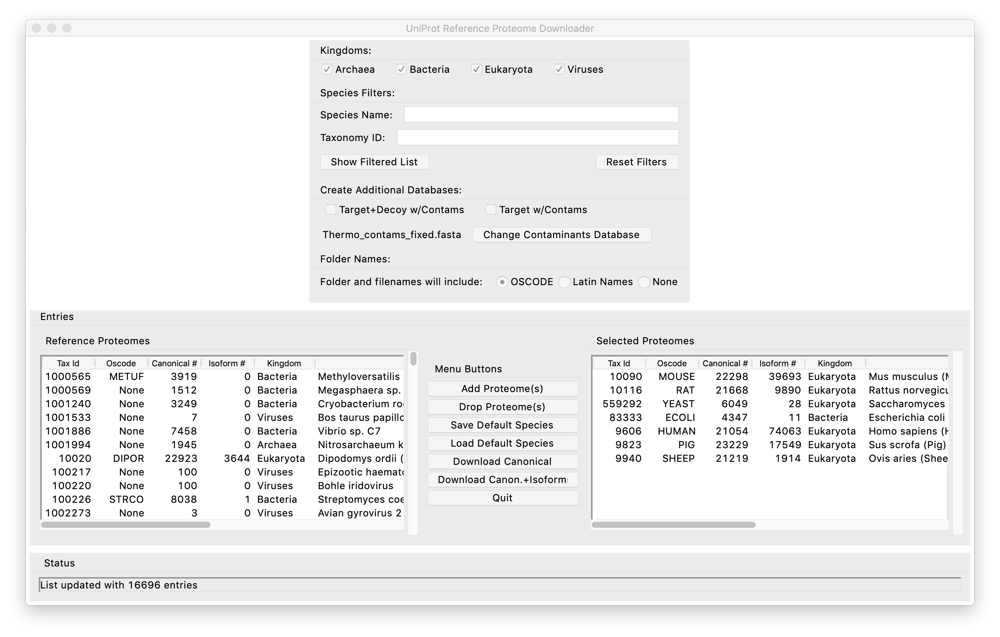 UniProt Reference Proteome Downloader
Kingdoms:
Archaea Bacteria Eukaryota Viruses
Species Filters:
Species Name:
Taxonomy ID:
Show Filtered List Reset Filters
Create Additional Databases:
Target+Decoy w/Contams Target w/Contams
Thermo_contams_fixed.fasta Change Contaminants Database
Folder Names:
Folder and filenames will include: OSCODE Latin Names None
Entries
Reference Proteomes
Tax Id Oscode Canonical # Isoform # Kingdom
1000565 METUF 3919 0 Bacteria Methyloversatilis
1000569 None 1512 0 Bacteria Megasphaera sp.
1001240 None 3249 0 Bacteria Cryobacterium ro
1001533 None 7 0 Viruses Bos taurus papillo
1001886 None 7458 0 Bacteria Vibrio sp. C7
1001994 None 1945 0 Archaea Nitrosarchaeum k
10020 DIPOR 22923 3644 Eukaryota Dipodomys ordii (
100217 None 100 0 Viruses Epizootic haemato
100220 None 100 0 Viruses Bohle iridovirus
100226 STRCO 8038 1 Bacteria Streptomyces coe
1002273 None 3 0 Viruses Avian gyrovirus 2
Menu Buttons
Add Proteome(s)
Drop Proteome(s)
Save Default Species
Load Default Species
Download Canonical
Download Canon.+Isoform
Quit
Selected Proteomes
Tax Id Oscode Canonical # Isoform # Kingdom
10090 MOUSE 22298 39693 Eukaryota Mus musculus (M
10116 RAT 21668 9890 Eukaryota Rattus norvegicu
559292 YEAST 6049 28 Eukaryota Saccharomyces
83333 ECOLI 4347 11 Bacteria Escherichia coli
9606 HUMAN 21054 74063 Eukaryota Homo sapiens (H
9823 PIG 23229 17549 Eukaryota Sus scrofa (Pig)
9940 SHEEP 21219 1914 Eukaryota Ovis aries (Shee
Status
List updated with 16696 entries